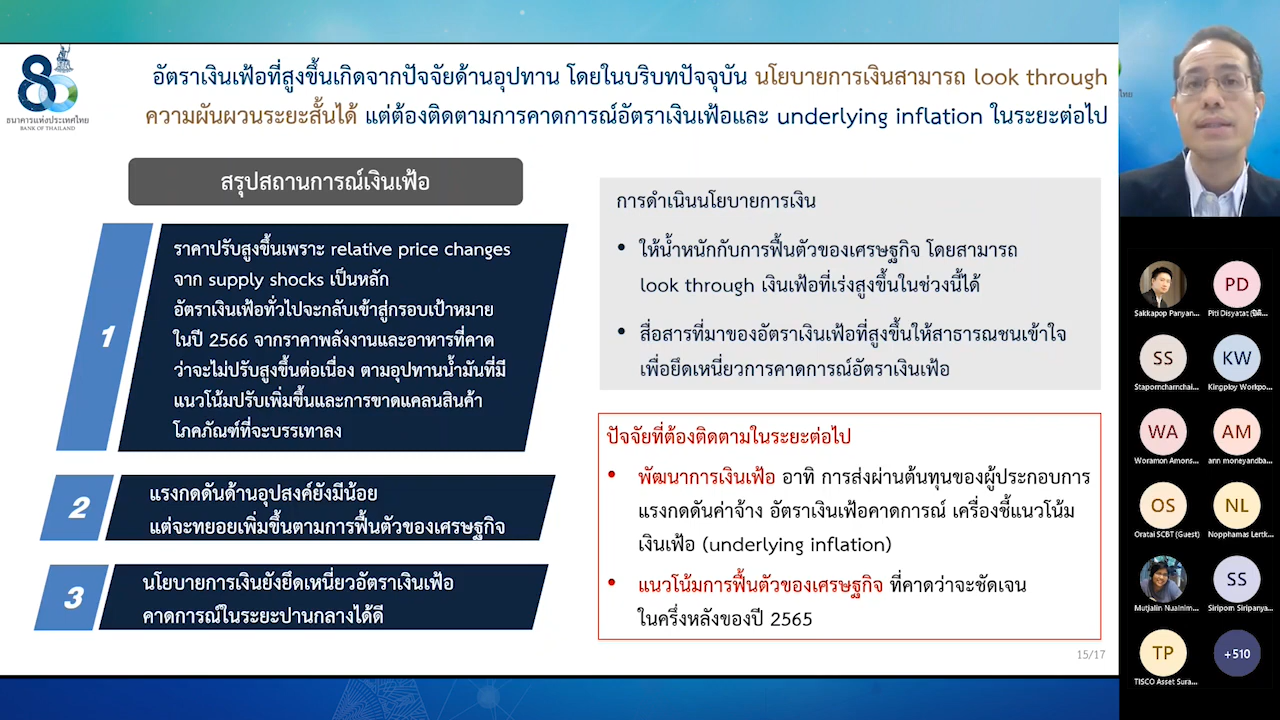 อัตราเงินเฟ้อที่สูงขึ้นเกิดจากปัจจัยด้านอุปทาน โดยในบริบทปัจจุบัน นโยบายการเงินสามารถ look through
ความผันผวนระยะสั้นได้ แต่ต้องติดตามการคาดการณ์อัตราเงินเฟ้อและ underlying inflation ในระยะต่อไป
80
ธนาคารแห่งประเทศไทย
BANK OF THAILAND
สรุปสถานการณ์เงินเฟ้อ
1
ราคาปรับสูงขึ้นเพราะ relative price changes
จาก supply shocks เป็นหลัก
อัตราเงินเฟ้อทั่วไปจะกลับเข้าสู่กรอบเป้าหมาย
ในปี 2566 จากราคาพลังงานและอาหารที่คาด
ว่าจะไม่ปรับสูงขึ้นต่อเนื่อง ตามอุปทานน้ำมันที่มี
แนวโน้มปรับเพิ่มขึ้นและการขาดแคลนสินค้า
โภคภัณฑ์ที่จะบรรเทาลง
2
แรงกดดันด้านอุปสงค์ยังมีน้อย
แต่จะทยอยเพิ่มขึ้นตามการฟื้นตัวของเศรษฐกิจ
3
นโยบายการเงินยังยึดเหนี่ยวอัตราเงินเฟ้อ
คาดการณ์ในระยะปานกลางได้ดี
การดำเนินนโยบายการเงิน
• ให้น้ำหนักกับการฟื้นตัวของเศรษฐกิจ โดยสามารถ
look through เงินเฟ้อที่เร่งสูงขึ้นในช่วงนี้ได้
• สื่อสารที่มาของอัตราเงินเฟ้อที่สูงขึ้นให้สาธารณชนเข้าใจ
เพื่อยึดเหนี่ยวการคาดการณ์อัตราเงินเฟ้อ
ปัจจัยที่ต้องติดตามในระยะต่อไป
• พัฒนาการเงินเฟ้อ อาทิ การส่งผ่านต้นทุนของผู้ประกอบการ
แรงกดดันค่าจ้าง อัตราเงินเฟ้อคาดการณ์ เครื่องชี้แนวโน้ม
เงินเฟ้อ (underlying inflation)
• แนวโน้มการฟื้นตัวของเศรษฐกิจ ที่คาดว่าจะชัดเจน
ในครึ่งหลังของปี 2565
15/17
Sakkapop Panyan...
PD
Piti Disyatat
SS
Stapornchamchai...
KW
Kingploy Workpo...
WA
Woramon Amons...
AM
ann moneyandba...
OS
Oratai SCBT (Guest)
NL
Nopphamas Lertk...
Mutjalin Nualnim...
SS
Siriporn Siripanya...
TP
TISCO Asset Sura...
+510